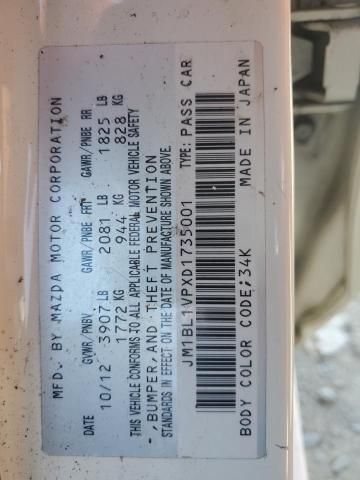 MFD. BY MAZDA MOTOR CORPORATION
DATE GVWR/PNBV GAWR/PNBE FRT GAWR/PNBE RR
10/12 3907 LB 2081 LB 1825 LB
1772 KG 944 KG 828 KG
THIS VEHICLE CONFORMS TO ALL APPLICABLE FEDERAL MOTOR VEHICLE SAFETY
, BUMPER, AND THEFT PREVENTION
STANDARDS IN EFFECT ON THE DATE OF MANUFACTURE SHOWN ABOVE.
JM1BL1VPXD1735001 TYPE: PASS CAR
BODY COLOR CODE;34K MADE IN JAPAN